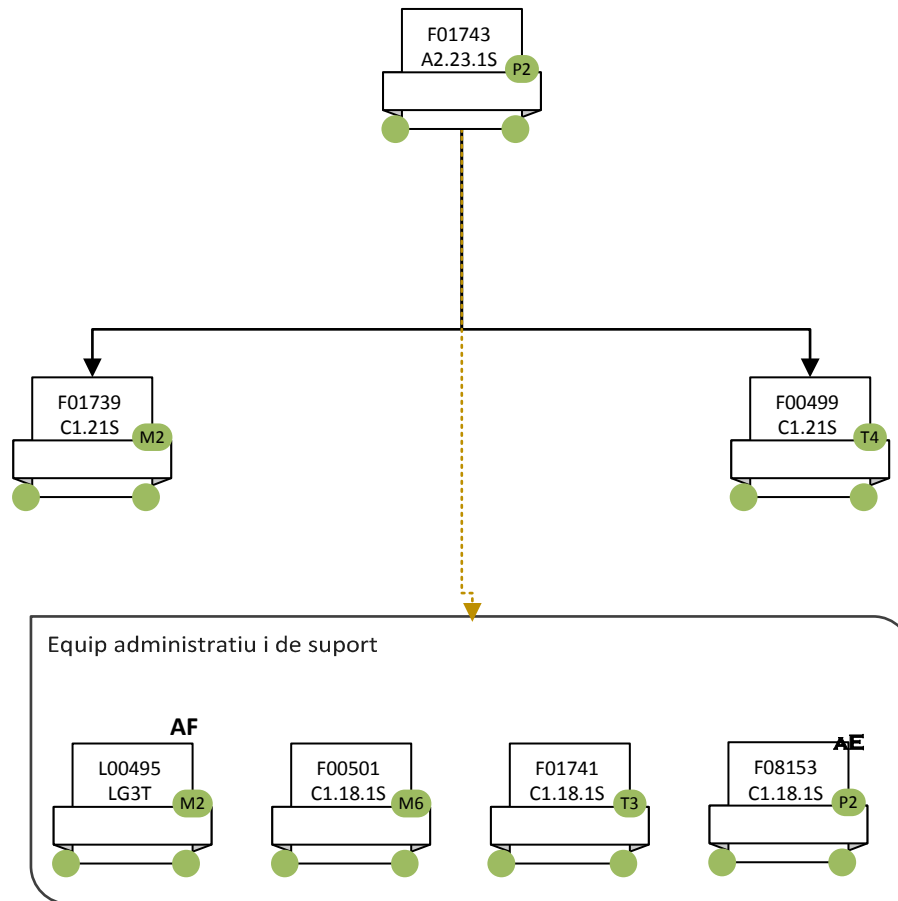 F01743
A2.23.1S
P2
F01739
C1.21S
M2
F00499
C1.21S
T4
Equip administratiu i de suport
AF
L00495
LG3T
M2
F00501
C1.18.1S
M6
F01741
C1.18.1S
T3
AE
F08153
C1.18.1S
P2